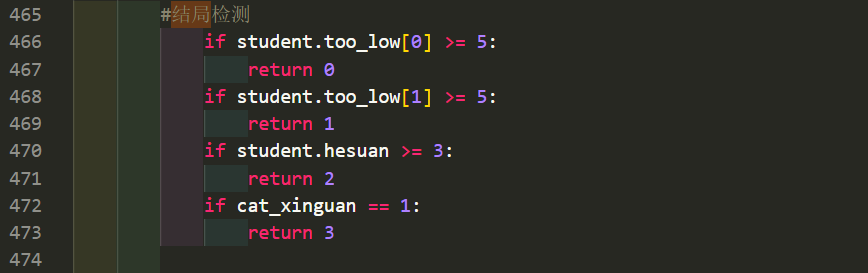 465 #结局检测
466 if student.too_low[0] >= 5:
467 return 0
468 if student.too_low[1] >= 5:
469 return 1
470 if student.hesuan >= 3:
471 return 2
472 if cat_xinguan == 1:
473 return 3
474